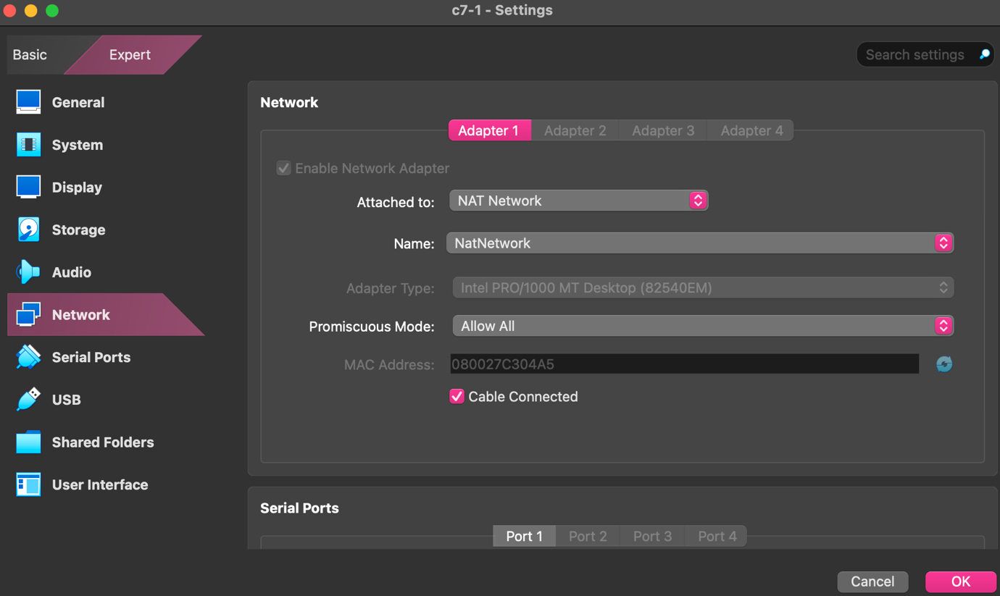 c7-1 - Settings
Basic
Expert
Search settings
General
System
Display
Storage
Audio
Network
Serial Ports
USB
Shared Folders
User Interface
Network
Adapter 1
Adapter 2
Adapter 3
Adapter 4
Enable Network Adapter
Attached to: NAT Network
Name: NatNetwork
Adapter Type: Intel PRO/1000 MT Desktop (82540EM)
Promiscuous Mode: Allow All
MAC Address: 080027C304A5
Cable Connected
Serial Ports
Port 1
Port 2
Port 3
Port 4
Cancel
OK